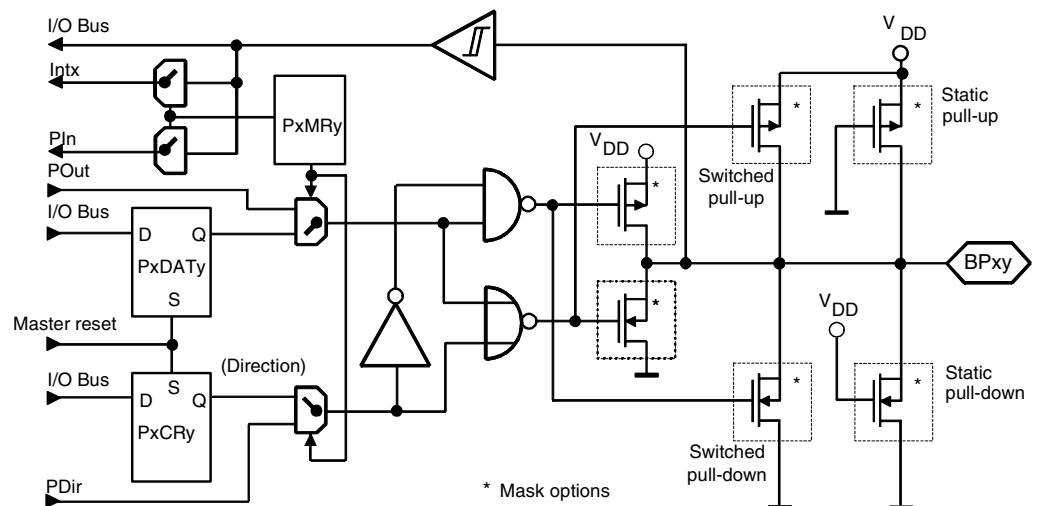 I/O Bus
V
DD
Intx
*
*
Static
pull-up
PxMRy
PIn
V
DD
POut
*
Switched
pull-up
I/O Bus
D
Q
PxDATy
BPxy
S
*
V
DD
Master reset
I/O Bus
S
(Direction)
D
Q
*
*
Static
pull-down
PxCRy
Switched
pull-down
PDir
* Mask options